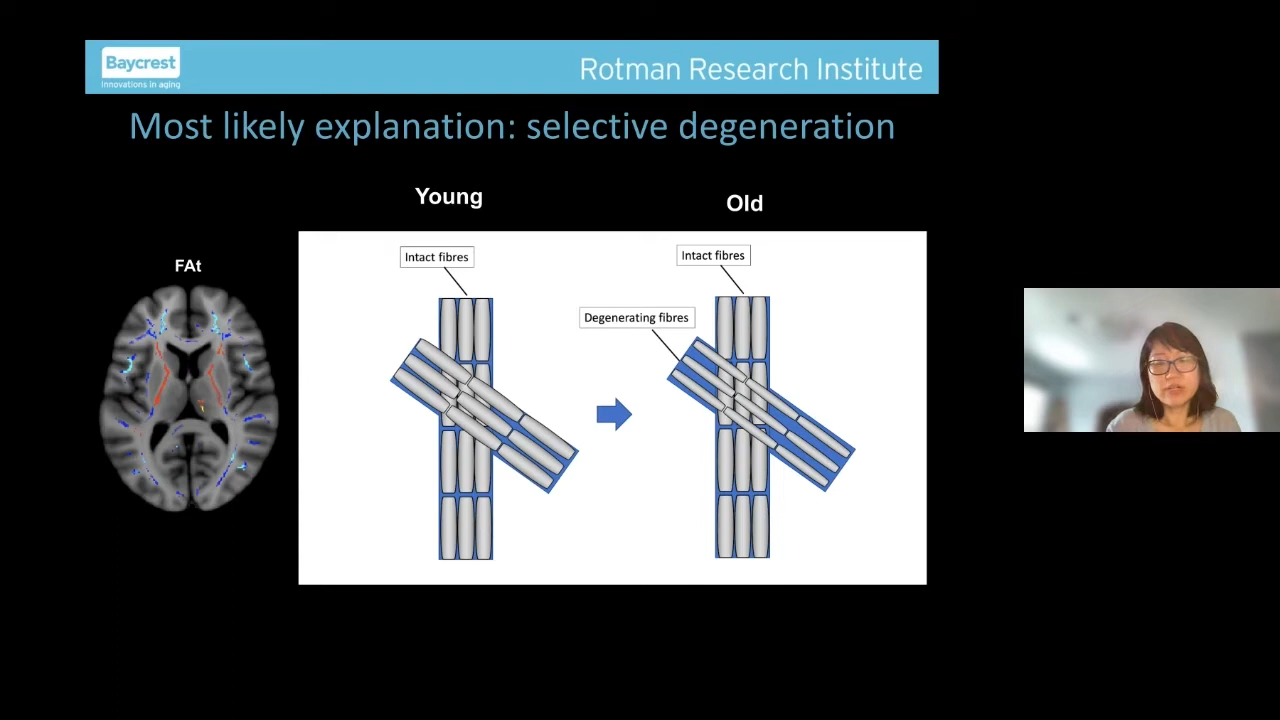 Baycrest
Innovations in aging
Rotman Research Institute
Most likely explanation: selective degeneration
Young
Old
FAt
Intact fibres
Intact fibres
Degenerating fibres